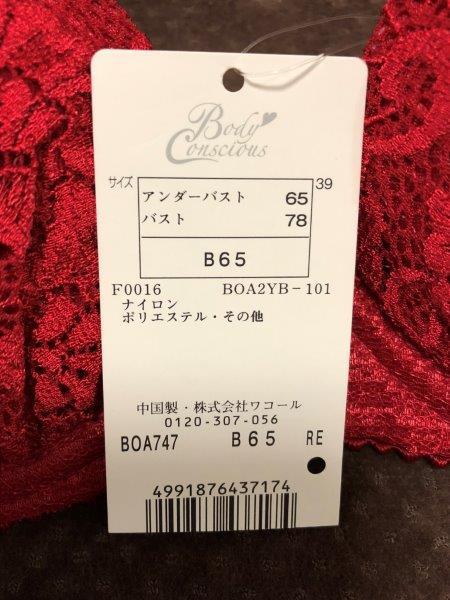 Body
Conscious
サイズ 39
アンダーバスト 65
バスト 78
B65
F0016 BOA2YB-101
ナイロン
ポリエステル・その他
中国製・株式会社ワコール
0120-307-056
BOA747 B65 RE
4991876437174